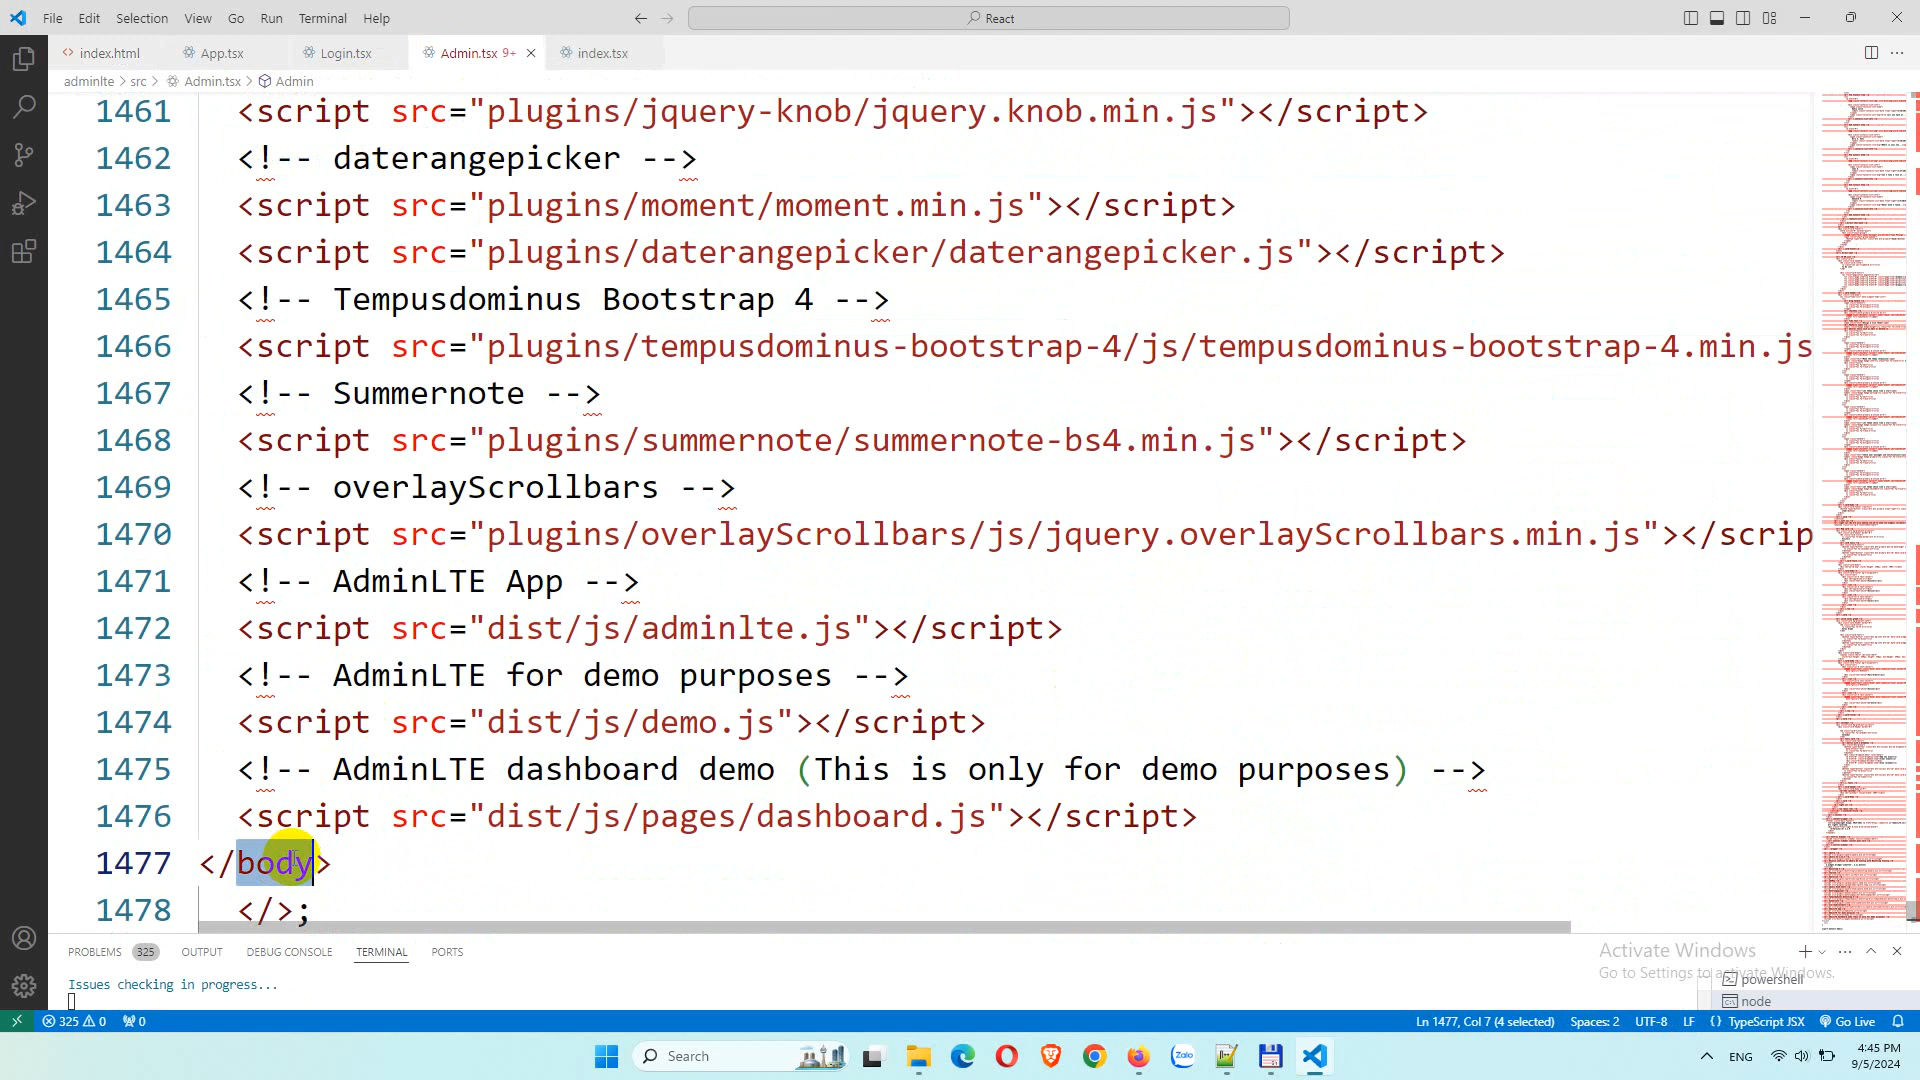 File Edit Selection View Go Run Terminal Help
React
index.html App.tsx Login.tsx Admin.tsx 9+ index.tsx
adminlte > src > Admin.tsx > Admin
1461 <script src="plugins/jquery-knob/jquery.knob.min.js"></script>
1462 <!-- daterangepicker -->
1463 <script src="plugins/moment/moment.min.js"></script>
1464 <script src="plugins/daterangepicker/daterangepicker.js"></script>
1465 <!-- Tempusdominus Bootstrap 4 -->
1466 <script src="plugins/tempusdominus-bootstrap-4/js/tempusdominus-bootstrap-4.min.js
1467 <!-- Summernote -->
1468 <script src="plugins/summernote/summernote-bs4.min.js"></script>
1469 <!-- overlayScrollbars -->
1470 <script src="plugins/overlayScrollbars/js/jquery.overlayScrollbars.min.js"></scrip
1471 <!-- AdminLTE App -->
1472 <script src="dist/js/adminlte.js"></script>
1473 <!-- AdminLTE for demo purposes -->
1474 <script src="dist/js/demo.js"></script>
1475 <!-- AdminLTE dashboard demo (This is only for demo purposes) -->
1476 <script src="dist/js/pages/dashboard.js"></script>
1477 </body>
1478 </>;
PROBLEMS 325 OUTPUT DEBUG CONSOLE TERMINAL PORTS
Issues checking in progress...
Activate Windows
Go to Settings to activate Windows.
powershell
node
325 0 0 Ln 1477, Col 7 (4 selected) Spaces: 2 UTF-8 LF {} TypeScript JSX Go Live
Search
Zalo
ENG
4:45 PM
9/5/2024